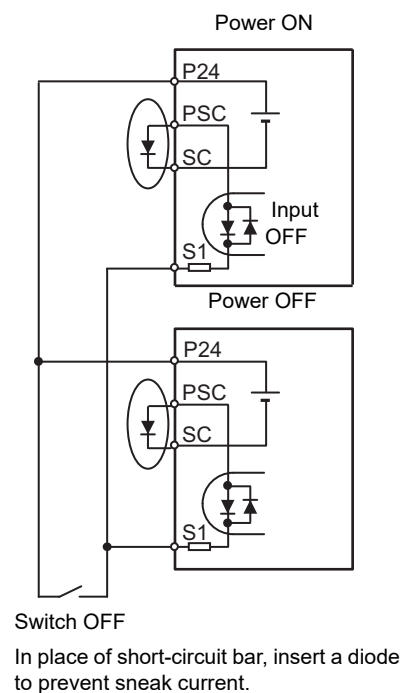 Power ON
P24
PSC
SC
Input
OFF
S1
Power OFF
P24
PSC
SC
S1
Switch OFF
In place of short-circuit bar, insert a diode
to prevent sneak current.